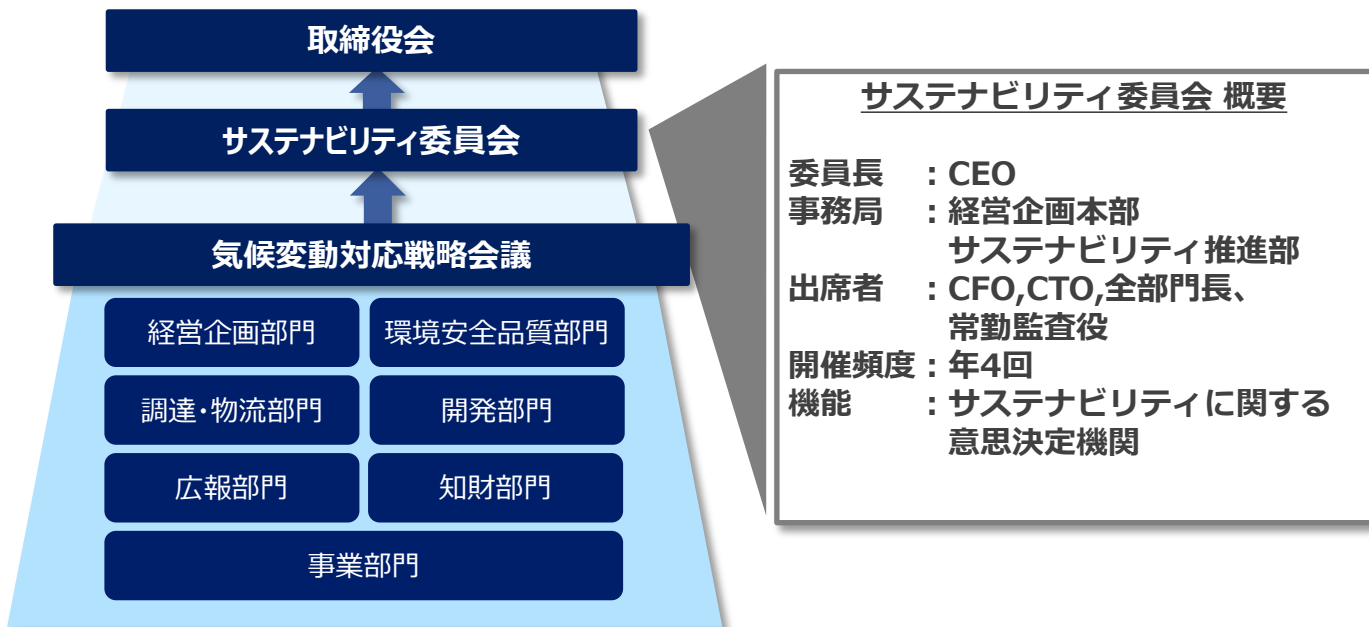 取締役会
サステナビリティ委員会
気候変動対応戦略会議
経営企画部門
環境安全品質部門
調達・物流部門
開発部門
広報部門
知財部門
事業部門
サステナビリティ委員会 概要
委員長 ：CEO
事務局 ：経営企画本部
サステナビリティ推進部
出席者 ：CFO,CTO,全部門長、
常勤監査役
開催頻度：年4回
機能 ：サステナビリティに関する
意思決定機関